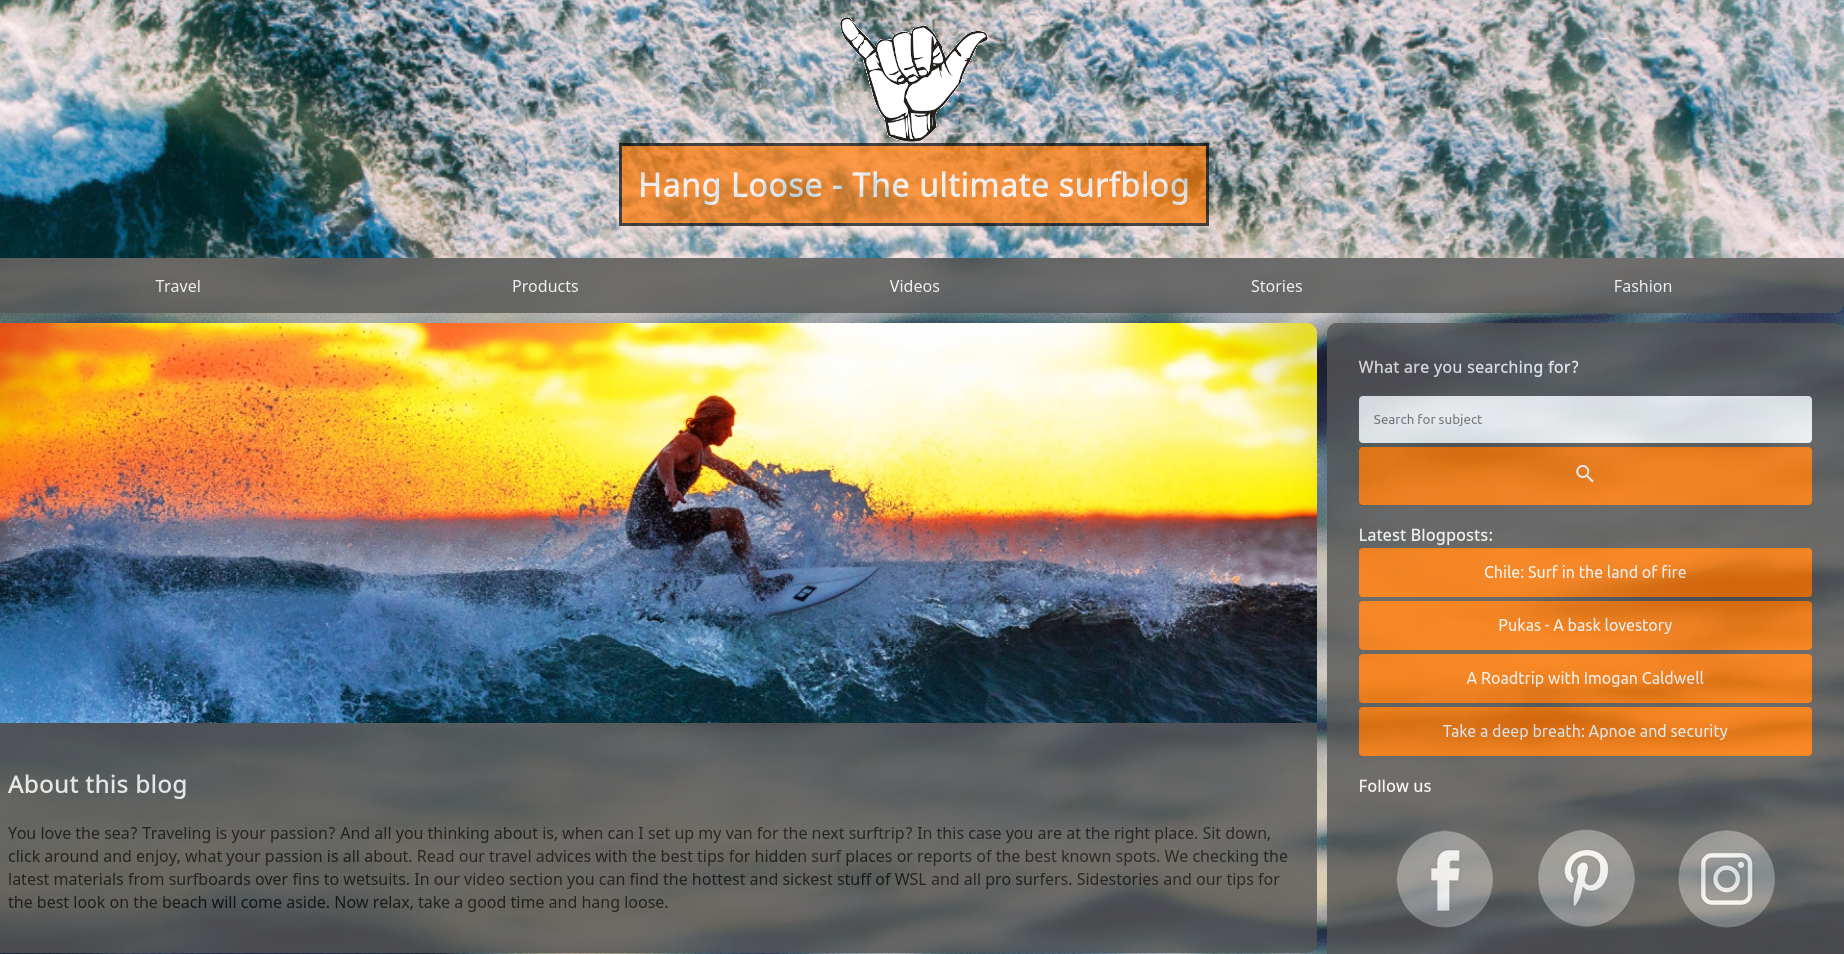 Hang Loose - The ultimate surfblog
Travel
Products
Videos
Stories
Fashion
What are you searching for?
Search for subject
Latest Blogposts:
Chile: Surf in the land of fire
Pukas - A bask lovestory
A Roadtrip with Imogan Caldwell
Take a deep breath: Apnoe and security
Follow us
About this blog
You love the sea? Traveling is your passion? And all you thinking about is, when can I set up my van for the next surftrip? In this case you are at the right place. Sit down,
click around and enjoy, what your passion is all about. Read our travel advices with the best tips for hidden surf places or reports of the best known spots. We checking the
latest materials from surfboards over fins to wetsuits. In our video section you can find the hottest and sickest stuff of WSL and all pro surfers. Sidestories and our tips for
the best look on the beach will come aside. Now relax, take a good time and hang loose.